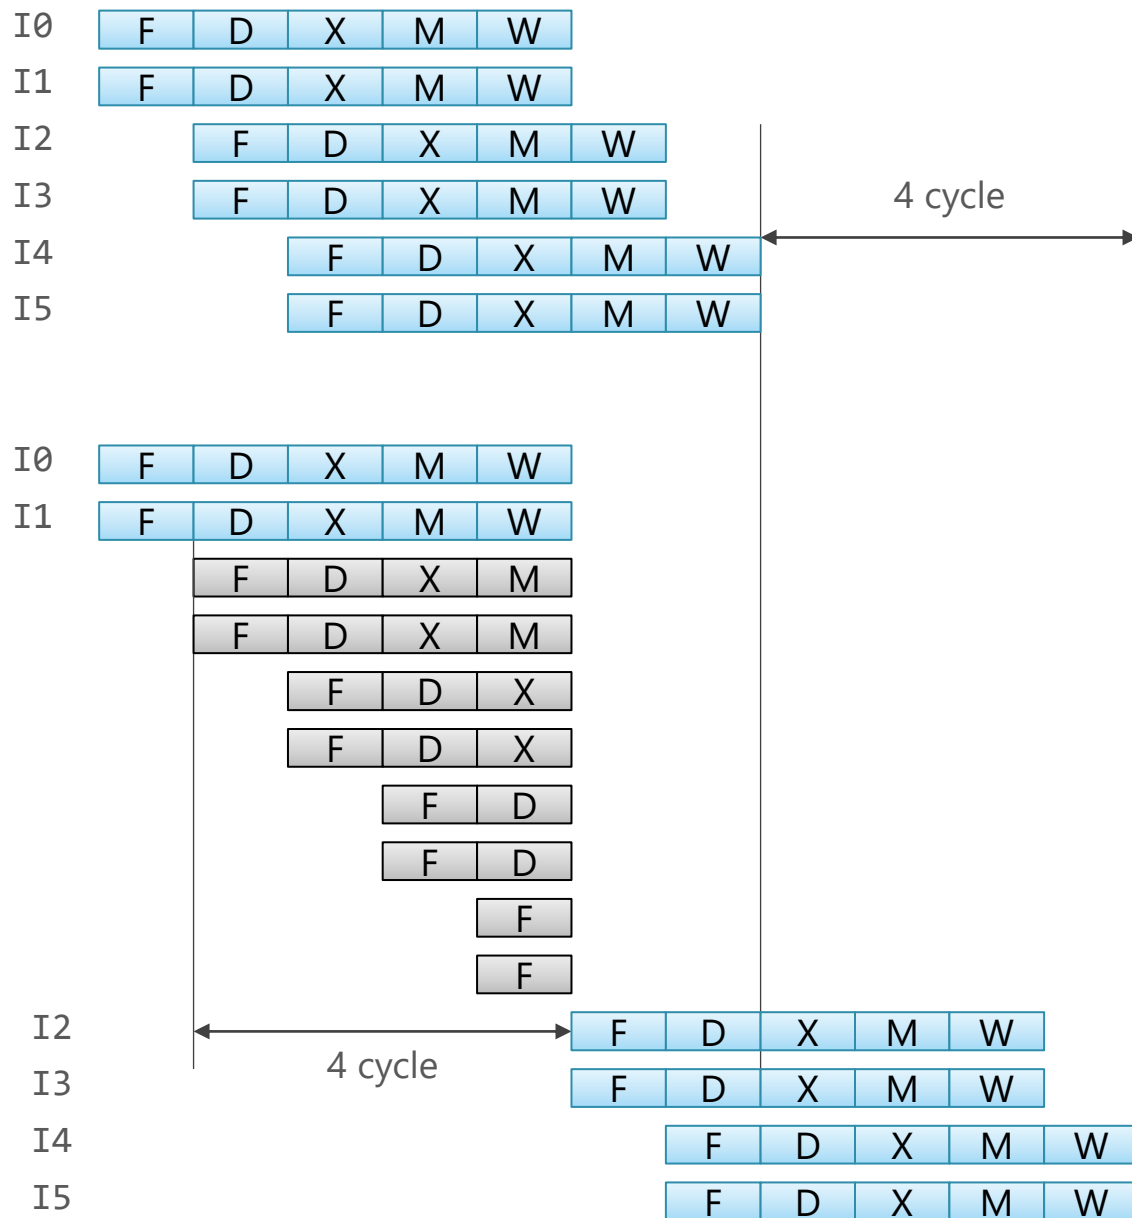 I0 F D X M W
I1 F D X M W
I2 F D X M W
I3 F D X M W
4 cycle
I4 F D X M W
I5 F D X M W
I0 F D X M W
I1 F D X M W
F D X M
F D X M
F D X
F D X
F D
F D
F
F
I2 F D X M W
4 cycle
I3 F D X M W
I4 F D X M W
I5 F D X M W